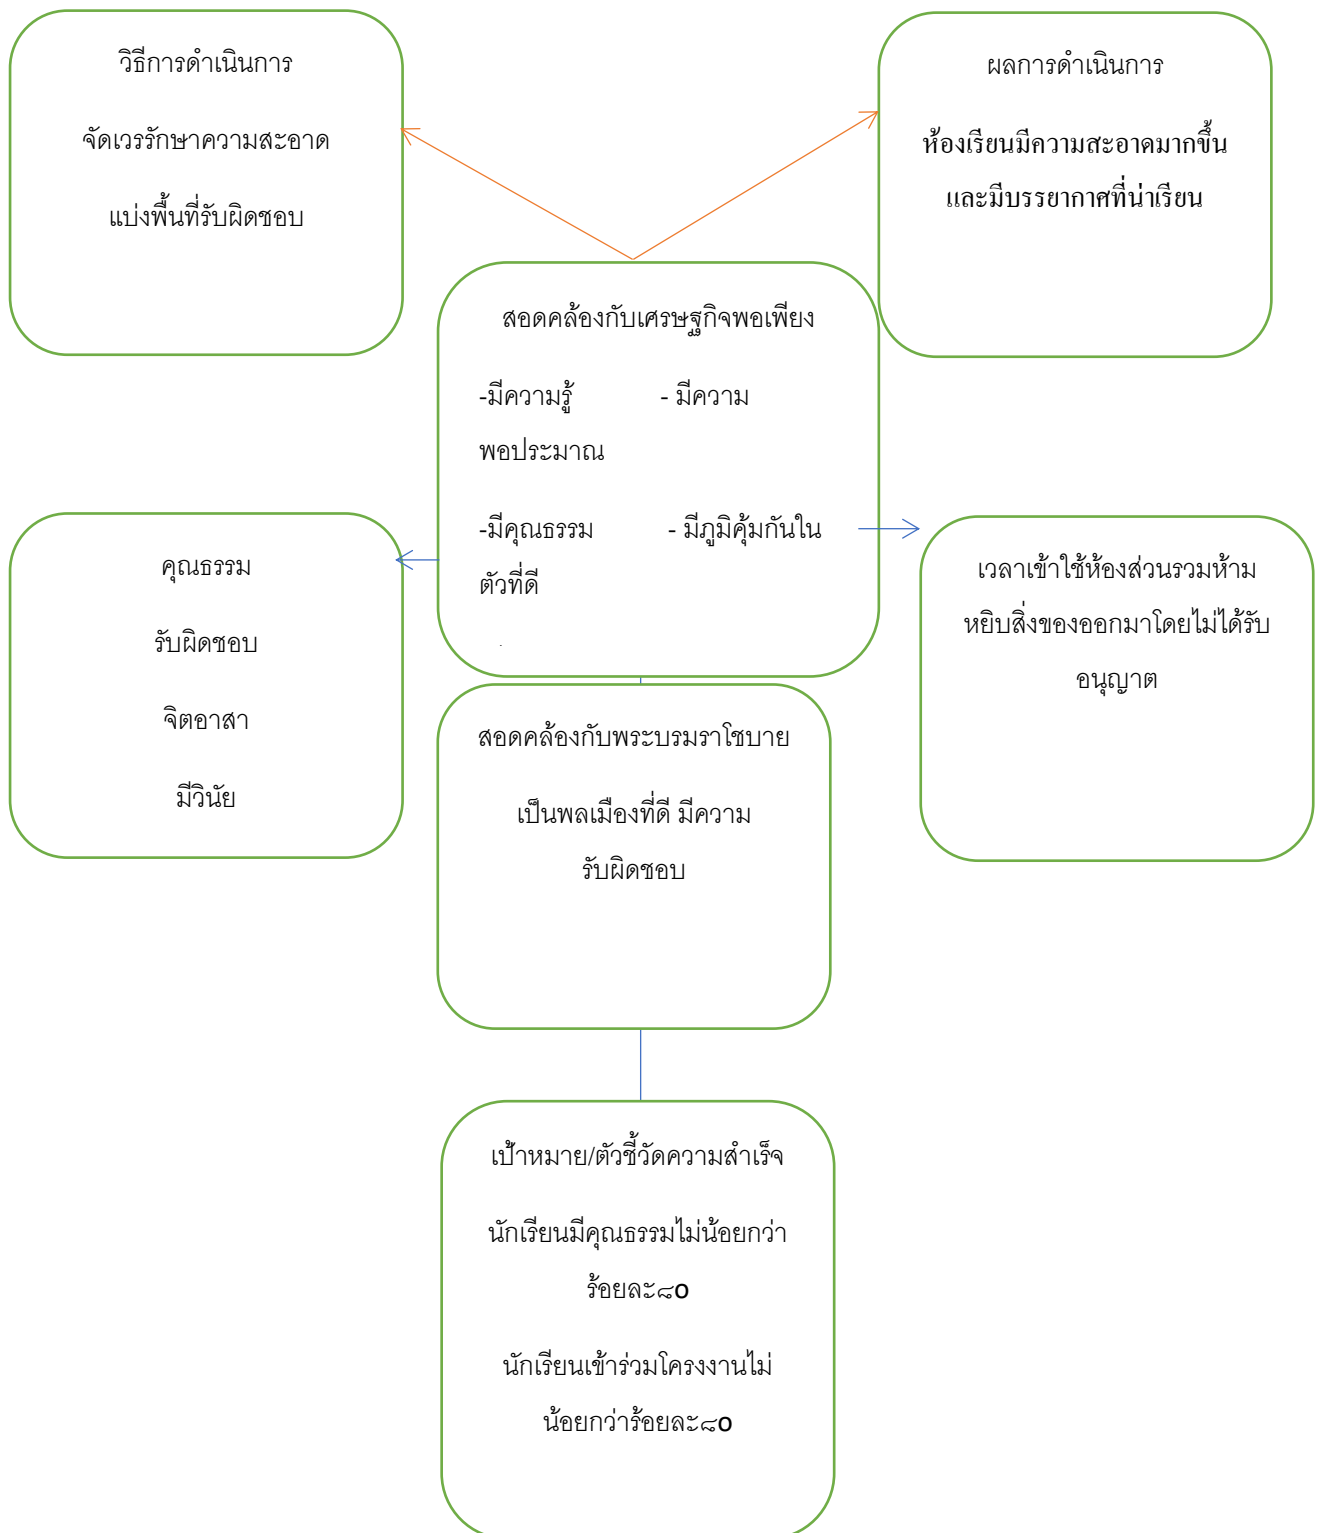 วิธีการดำเนินการ
จัดเวรรักษาความสะอาด
แบ่งพื้นที่รับผิดชอบ
ผลการดำเนินการ
ห้องเรียนมีความสะอาดมากขึ้น
และมีบรรยากาศที่น่าเรียน
สอดคล้องกับเศรษฐกิจพอเพียง
-มีความรู้ - มีความ
พอประมาณ
-มีคุณธรรม - มีภูมิคุ้มกันใน
ตัวที่ดี
คุณธรรม
รับผิดชอบ
จิตอาสา
มีวินัย
เวลาเข้าใช้ห้องส่วนรวมห้าม
หยิบสิ่งของออกมาโดยไม่ได้รับ
อนุญาต
สอดคล้องกับพระบรมราโชบาย
เป็นพลเมืองที่ดี มีความ
รับผิดชอบ
เป้าหมาย/ตัวชี้วัดความสำเร็จ
นักเรียนมีคุณธรรมไม่น้อยกว่า
ร้อยละ๘๐
นักเรียนเข้าร่วมโครงงานไม่
น้อยกว่าร้อยละ๘๐